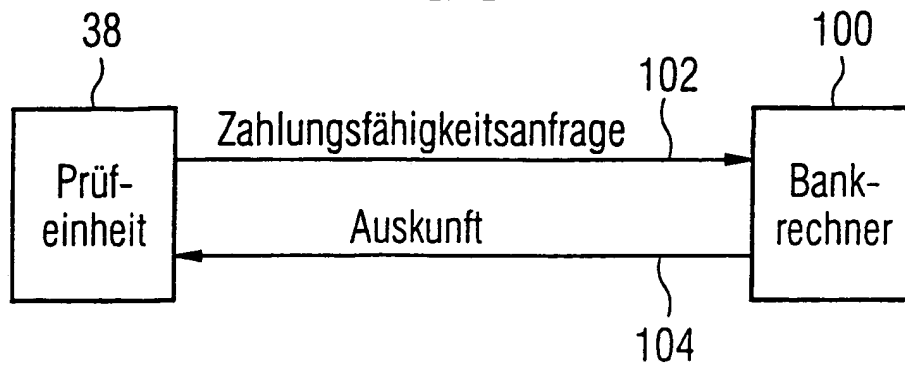 38
100
102
Zahlungsfähigkeitsanfrage
Prüf-
einheit
Bank-
rechner
Auskunft
104